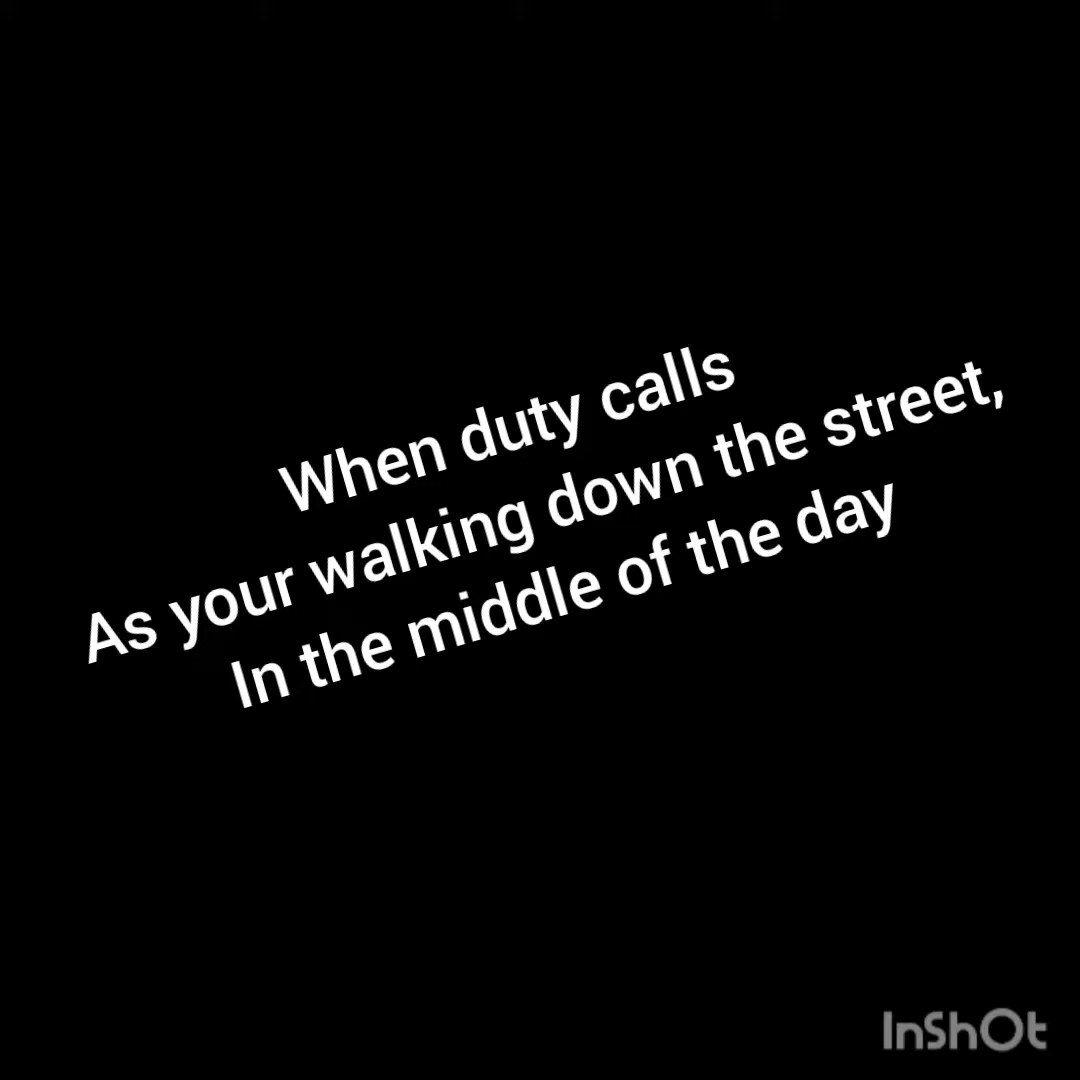 When duty calls
As your walking down the street,
In the middle of the day
InShOt